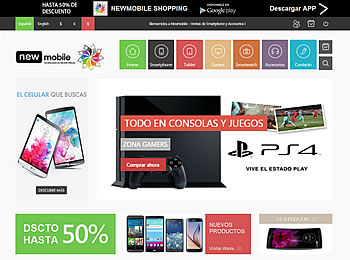 HASTA 50% DE DESCUENTO
NEWMOBILE SHOPPING
DISPONIBLE EN
Google play
Descargar APP
Español
English
$
€
$
Bienvenidos a Newmobile - Ventas de Smartphone y Accesorios !
new mobile
Home
Smartphone
Tablet
Games
Smartwatch
Accesorios
Contacto
EL CELULAR QUE BUSCAS
DESCUBRE MÁS
TODO EN CONSOLAS Y JUEGOS
ZONA GAMERS
Comprar ahora
PS4
VIVE EL ESTADO PLAY
DSCTO HASTA 50%
NUEVOS PRODUCTOS
Visitar Ahora
LG FLEX 2 4G